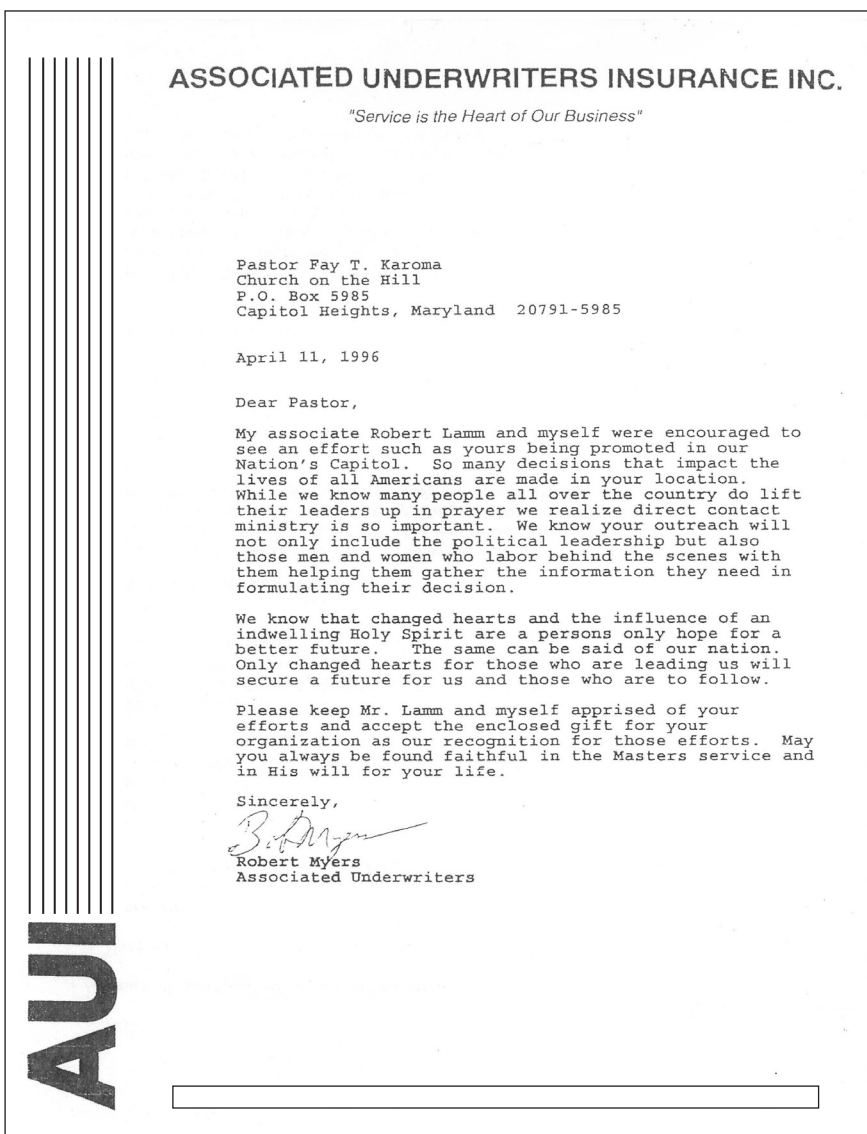 ASSOCIATED UNDERWRITERS INSURANCE INC.
"Service is the Heart of Our Business"
Pastor Fay T. Karoma
Church on the Hill
P.O. Box 5985
Capitol Heights, Maryland  20791-5985
April 11, 1996
Dear Pastor,
My associate Robert Lamm and myself were encouraged to
see an effort such as yours being promoted in our
Nation's Capitol.  So many decisions that impact the
lives of all Americans are made in your location.
While we know many people all over the country do lift
their leaders up in prayer we realize direct contact
ministry is so important.  We know your outreach will
not only include the political leadership but also
those men and women who labor behind the scenes with
them helping them gather the information they need in
formulating their decision.
We know that changed hearts and the influence of an
indwelling Holy Spirit are a persons only hope for a
better future.   The same can be said of our nation.
Only changed hearts for those who are leading us will
secure a future for us and those who are to follow.
Please keep Mr. Lamm and myself apprised of your
efforts and accept the enclosed gift for your
organization as our recognition for those efforts.  May
you always be found faithful in the Masters service and
in His will for your life.
Sincerely,
Bob Myers
Robert Myers
Associated Underwriters
AUI